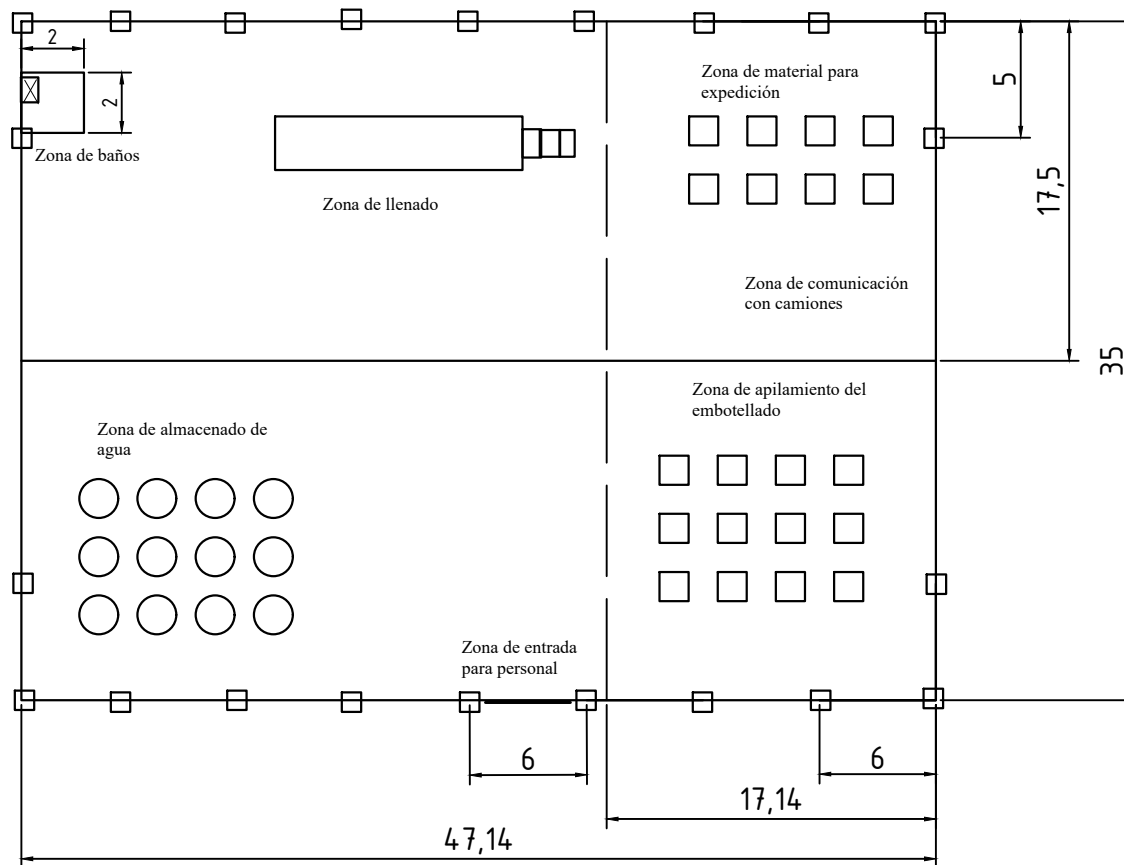 2
2
Zona de baños
Zona de llenado
Zona de material para
expedición
5
17,5
Zona de comunicación
con camiones
35
Zona de apilamiento del
embotellado
Zona de almacenado de
agua
Zona de entrada
para personal
6
6
17,14
47,14